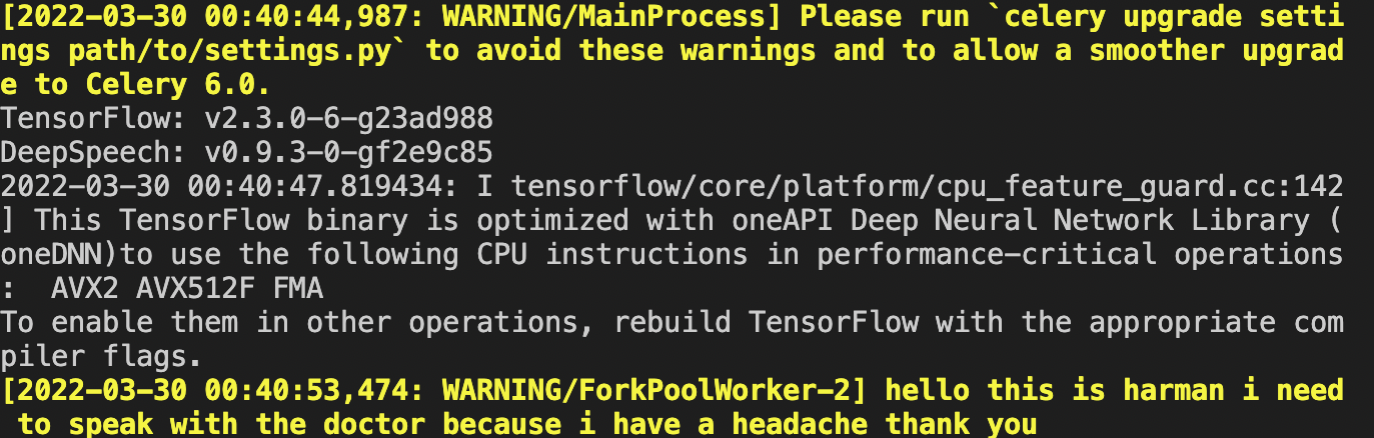 [2022-03-30 00:40:44,987: WARNING/MainProcess] Please run `celery upgrade setti
ngs path/to/settings.py` to avoid these warnings and to allow a smoother upgrad
e to Celery 6.0.
TensorFlow: v2.3.0-6-g23ad988
DeepSpeech: v0.9.3-0-gf2e9c85
2022-03-30 00:40:47.819434: I tensorflow/core/platform/cpu_feature_guard.cc:142
] This TensorFlow binary is optimized with oneAPI Deep Neural Network Library (
oneDNN)to use the following CPU instructions in performance-critical operations
:  AVX2 AVX512F FMA
To enable them in other operations, rebuild TensorFlow with the appropriate com
piler flags.
[2022-03-30 00:40:53,474: WARNING/ForkPoolWorker-2] hello this is harman i need
 to speak with the doctor because i have a headache thank you